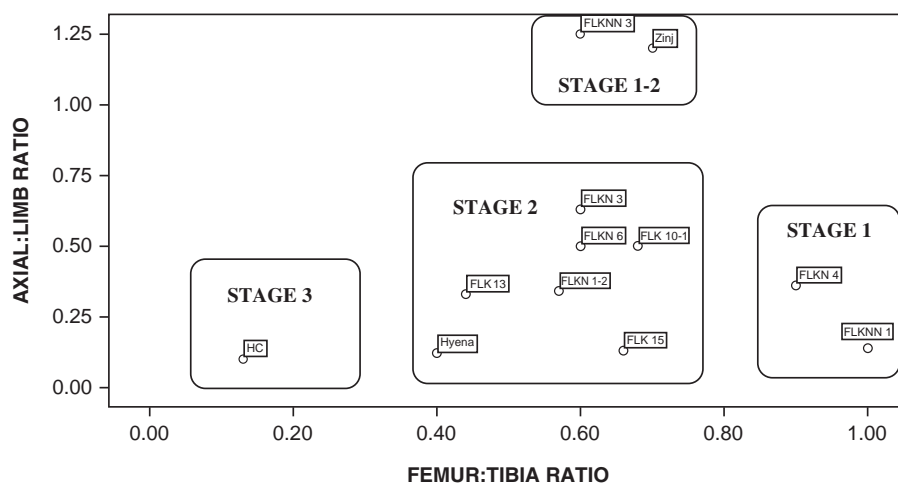 1.25
1.00
0.75
0.50
0.25
0.00
AXIAL:LIMB RATIO
FLKNN 3
Zinj
STAGE 1-2
STAGE 2
FLKN 3
FLKN 6
FLK 10-1
FLK 13
FLKN 1-2
Hyena
FLK 15
STAGE 1
FLKN 4
FLKNN 1
STAGE 3
HC
0.00 0.20 0.40 0.60 0.80 1.00
FEMUR:TIBIA RATIO